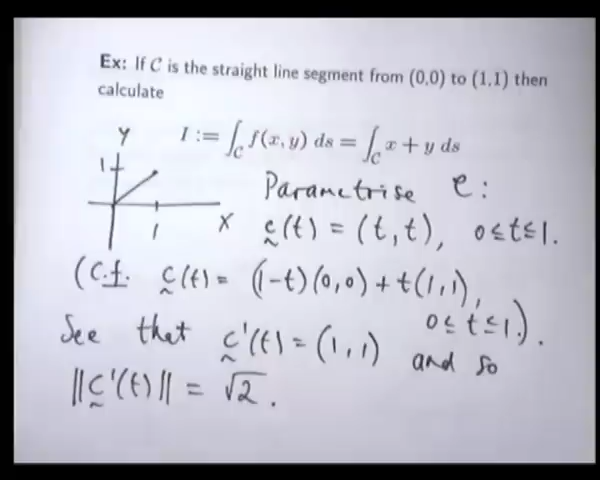 Ex: If C is the straight line segment from (0,0) to (1,1) then
calculate
I := ∫_C f(x, y) ds = ∫_C x + y ds
y
1
1
x
Parametrise C:
c(t) = (t, t), 0≤t≤1.
(c.f. c(t) = (1-t)(0,0) + t(1,1),
0≤t≤1.).
See that c'(t) = (1,1) and so
||c'(t)|| = √2.